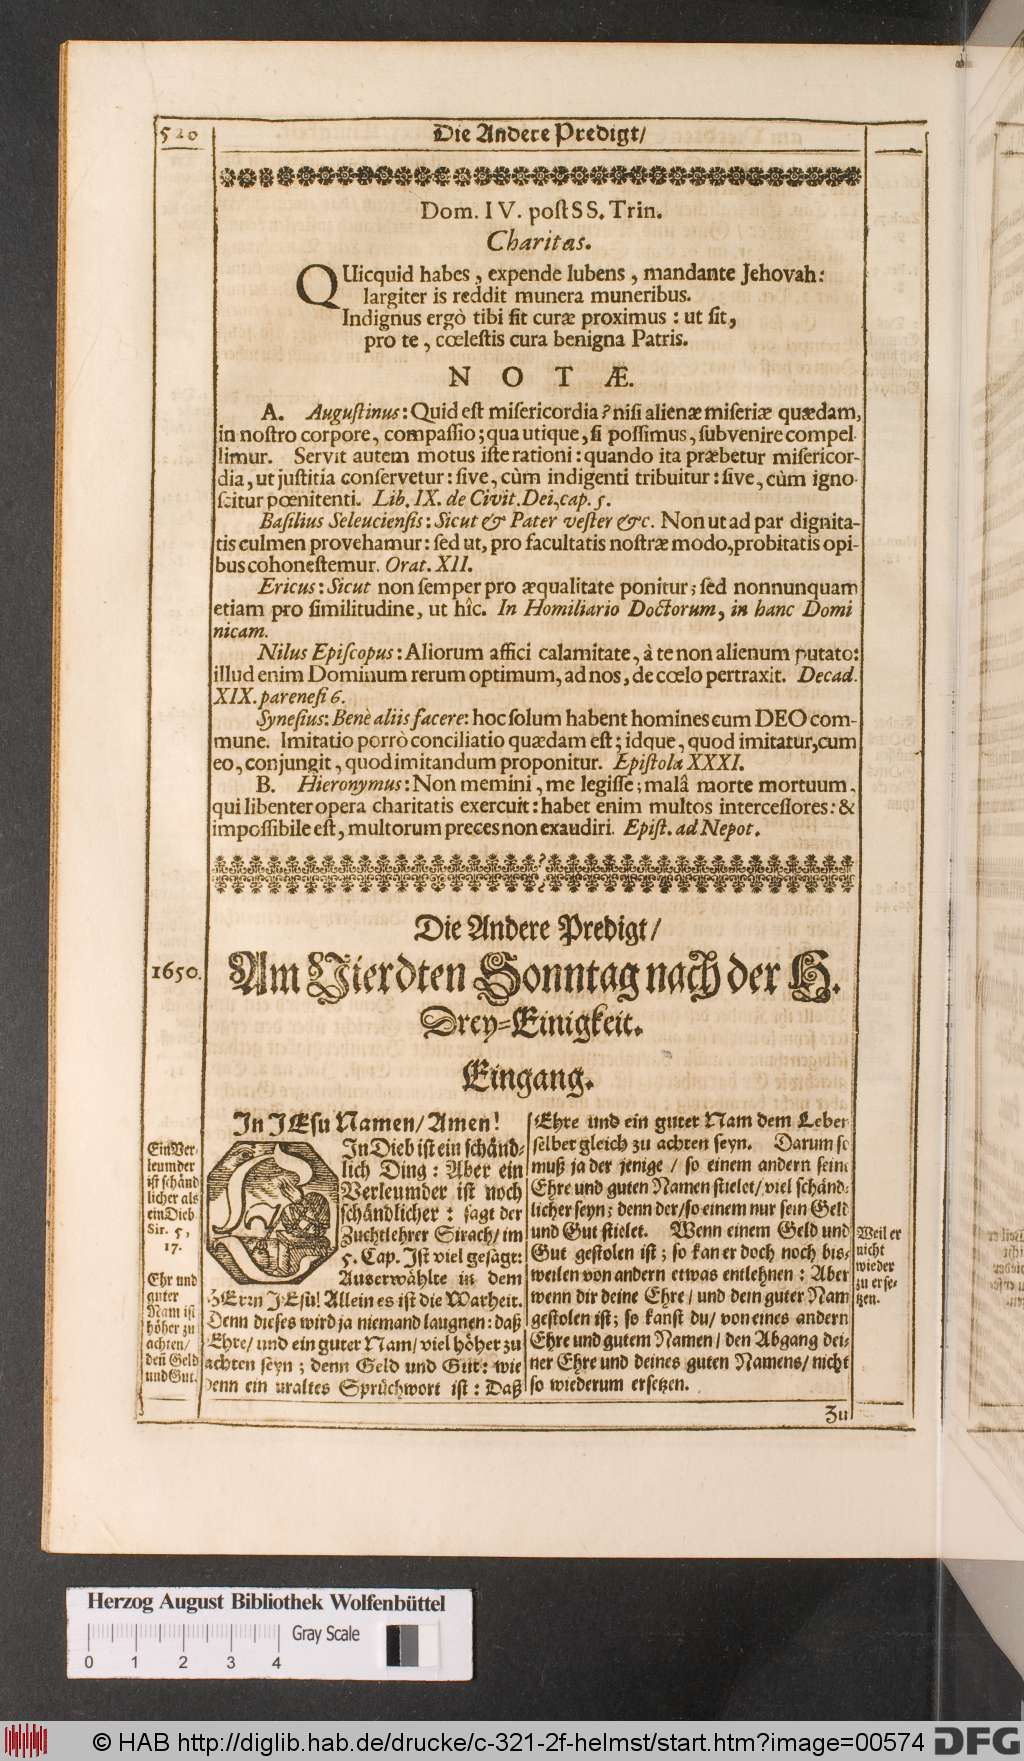 520
Die Andere Predigt/
Dom. IV. poſt SS. Trin.
Charitas.
QUicquid habes, expende lubens, mandante Jehovah:
largiter is reddit munera muneribus.
Indignus ergò tibi ſit curæ proximus: ut ſit,
pro te, cœleſtis cura benigna Patris.
NOTÆ.
A. Auguſtinus: Quid eſt miſericordia? niſi alienæ miſeriæ quædam,
in noſtro corpore, compaſſio; qua utique, ſi poſſimus, ſubvenire compel-
limur. Servit autem motus iſte rationi: quando ita præbetur miſericor-
dia, ut juſtitia conſervetur: ſive, cùm indigenti tribuitur: ſive, cùm igno-
ſcitur pœnitenti. Lib. IX. de Civit. Dei, cap. 5.
Baſilius Seleucienſis: Sicut & Pater veſter &c. Non ut ad par dignita-
tis culmen provehamur: ſed ut, pro facultatis noſtræ modo, probitatis opi-
bus cohoneſtemur. Orat. XII.
Ericus: Sicut non ſemper pro æqualitate ponitur; ſed nonnunquam
etiam pro ſimilitudine, ut hîc. In Homiliario Doctorum, in hanc Domi
nicam.
Nilus Epiſcopus: Aliorum affici calamitate, à te non alienum putato:
illud enim Dominum rerum optimum, ad nos, de cœlo pertraxit. Decad.
XIX. pareneſi 6.
Syneſius: Benè aliis facere: hoc ſolum habent homines cum DEO com-
mune. Imitatio porrò conciliatio quædam eſt; idque, quod imitatur, cum
eo, conjungit, quod imitandum proponitur. Epiſtola XXXI.
B. Hieronymus: Non memini, me legiſſe; malâ morte mortuum,
qui libenter opera charitatis exercuit: habet enim multos interceſſores: &
impoſſibile eſt, multorum preces non exaudiri. Epiſt. ad Nepot.
Die Andere Predigt/
1650.
Am Vierdten Sonntag nach der H.
Drey-Einigkeit.
Eingang.
In JEſu Namen/ Amen!
EIn Dieb iſt ein ſchänd-
lich Ding: Aber ein
Verleumder iſt noch
ſchändlicher: ſagt der
Zuchtlehrer Sirach/ im
5. Cap. Iſt viel geſagt:
Auserwählte in dem
HErrn JEſu! Allein es iſt die Warheit.
Denn dieſes wird ja niemand laugnen: daß
Ehre/ und ein guter Nam/ viel höher zu
achten ſeyn; denn Geld und Gut: wie
denn ein uraltes Sprüchwort iſt: Daß
Ein Ver-
leumder
iſt ſchänd
licher als
ein Dieb
Sir. 5,
17.
Ehr und
guter
Nam iſt
höher zu
achten/
deñ Geld
und Gut.
Ehre und ein guter Nam dem Leben
ſelber gleich zu achten ſeyn. Darum ſo
muß ja der jenige/ ſo einem andern ſeine
Ehre und guten Namen ſtielet/ viel ſchänd-
licher ſeyn; denn der/ ſo einem nur ſein Geld
und Gut ſtielet. Wenn einem Geld und
Gut geſtolen iſt; ſo kan er doch noch bis-
weilen von andern etwas entlehnen: Aber
wenn dir deine Ehre/ und dein guter Nam
geſtolen iſt; ſo kanſt du/ von eines andern
Ehre und gutem Namen/ den Abgang dei-
ner Ehre und deines guten Namens/ nicht
ſo wiederum erſetzen.
Weil er
nicht
wieder
zu erſe-
tzen.
Zu
Herzog August Bibliothek Wolfenbüttel
Gray Scale
0 1 2 3 4
© HAB http://diglib.hab.de/drucke/c-321-2f-helmst/start.htm?image=00574
DFG